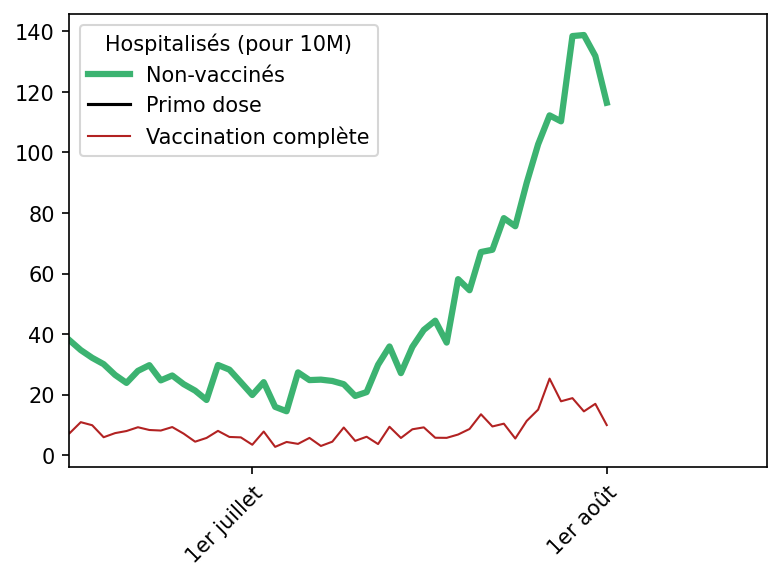 Hospitalisés (pour 10M)
Non-vaccinés
Primo dose
Vaccination complète
140
120
100
80
60
40
20
0
1er juillet
1er août